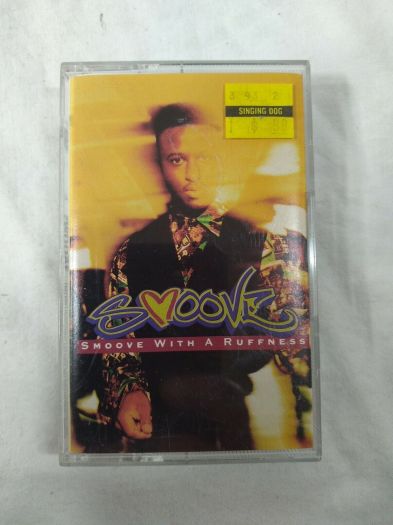 SINGING DOG
SMOOVE
SMOOVE WITH A RUFFNESS